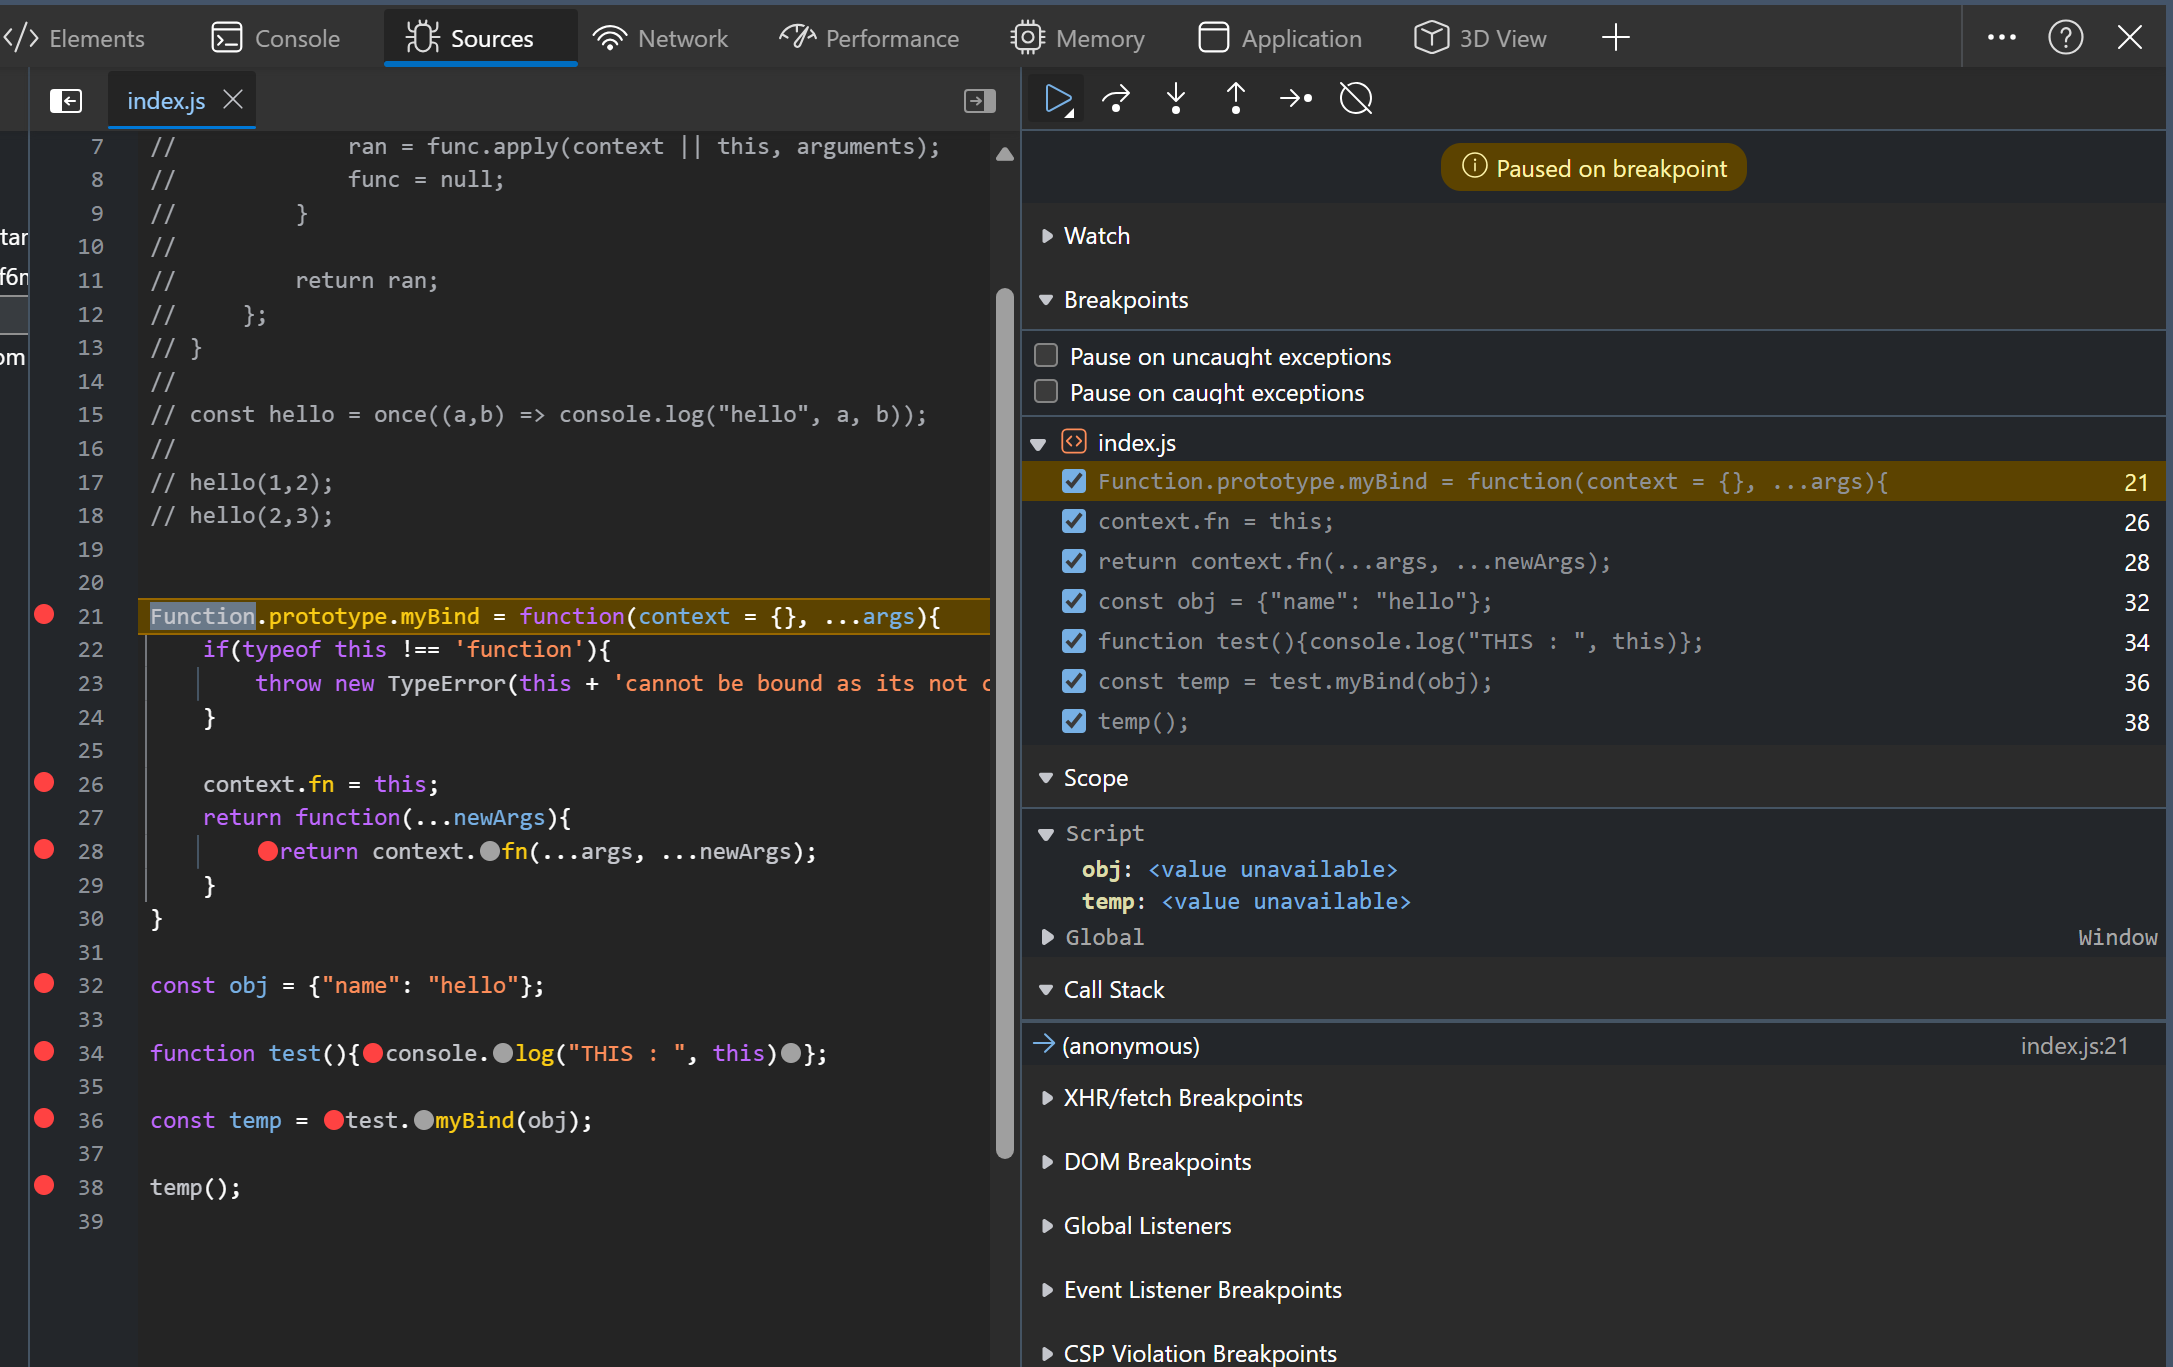 Elements Console Sources Network Performance Memory Application 3D View
index.js
7 // ran = func.apply(context || this, arguments);
8 // func = null;
9 // }
10 //
11 // return ran;
12 // };
13 // }
14 //
15 // const hello = once((a,b) => console.log("hello", a, b));
16 //
17 // hello(1,2);
18 // hello(2,3);
19
20
21 Function.prototype.myBind = function(context = {}, ...args){
22 if(typeof this !== 'function'){
23 throw new TypeError(this + 'cannot be bound as its not c
24 }
25
26 context.fn = this;
27 return function(...newArgs){
28 return context.fn(...args, ...newArgs);
29 }
30 }
31
32 const obj = {"name": "hello"};
33
34 function test(){console.log("THIS : ", this)};
35
36 const temp = test.myBind(obj);
37
38 temp();
39
tar
f6m
om
Paused on breakpoint
Watch
Breakpoints
Pause on uncaught exceptions
Pause on caught exceptions
index.js
Function.prototype.myBind = function(context = {}, ...args){ 21
context.fn = this; 26
return context.fn(...args, ...newArgs); 28
const obj = {"name": "hello"}; 32
function test(){console.log("THIS : ", this)}; 34
const temp = test.myBind(obj); 36
temp(); 38
Scope
Script
obj: <value unavailable>
temp: <value unavailable>
Global Window
Call Stack
(anonymous) index.js:21
XHR/fetch Breakpoints
DOM Breakpoints
Global Listeners
Event Listener Breakpoints
CSP Violation Breakpoints